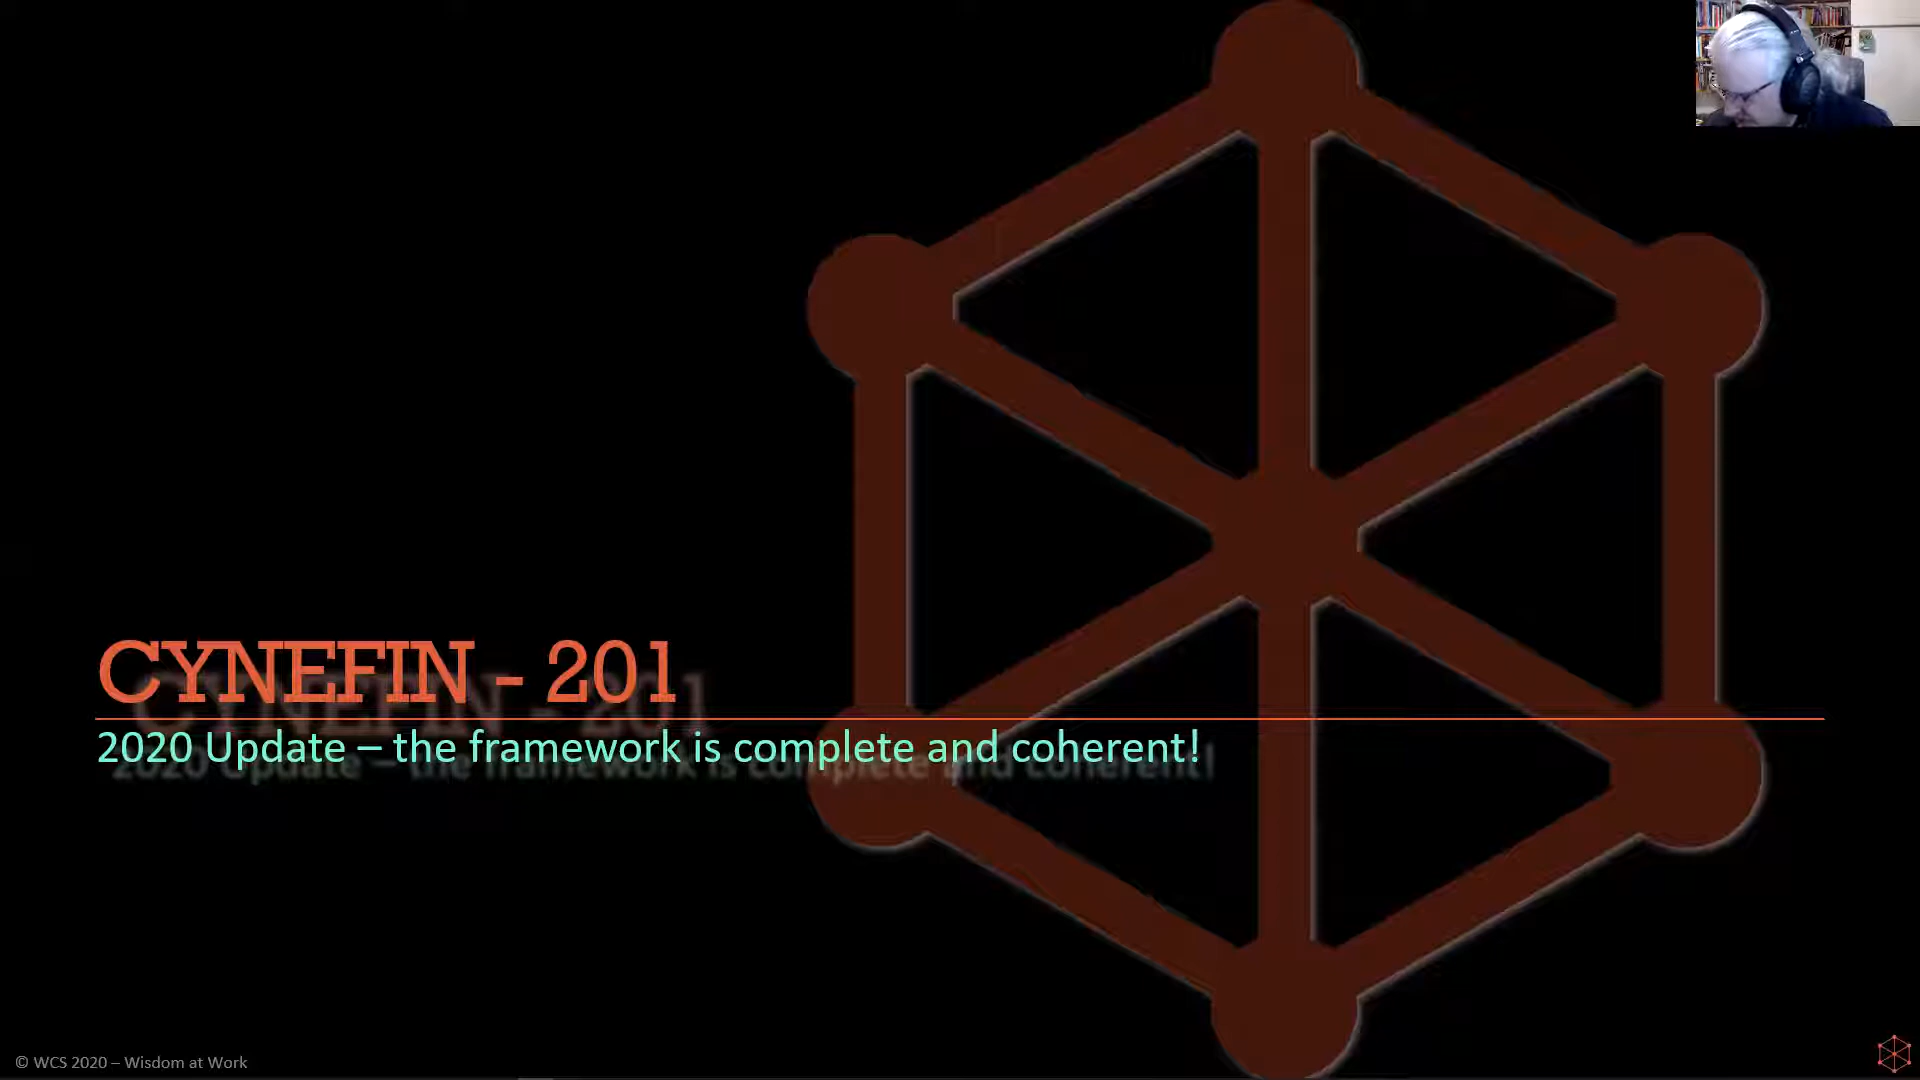 CYNEFIN - 201
2020 Update – the framework is complete and coherent!
© WCS 2020 – Wisdom at Work